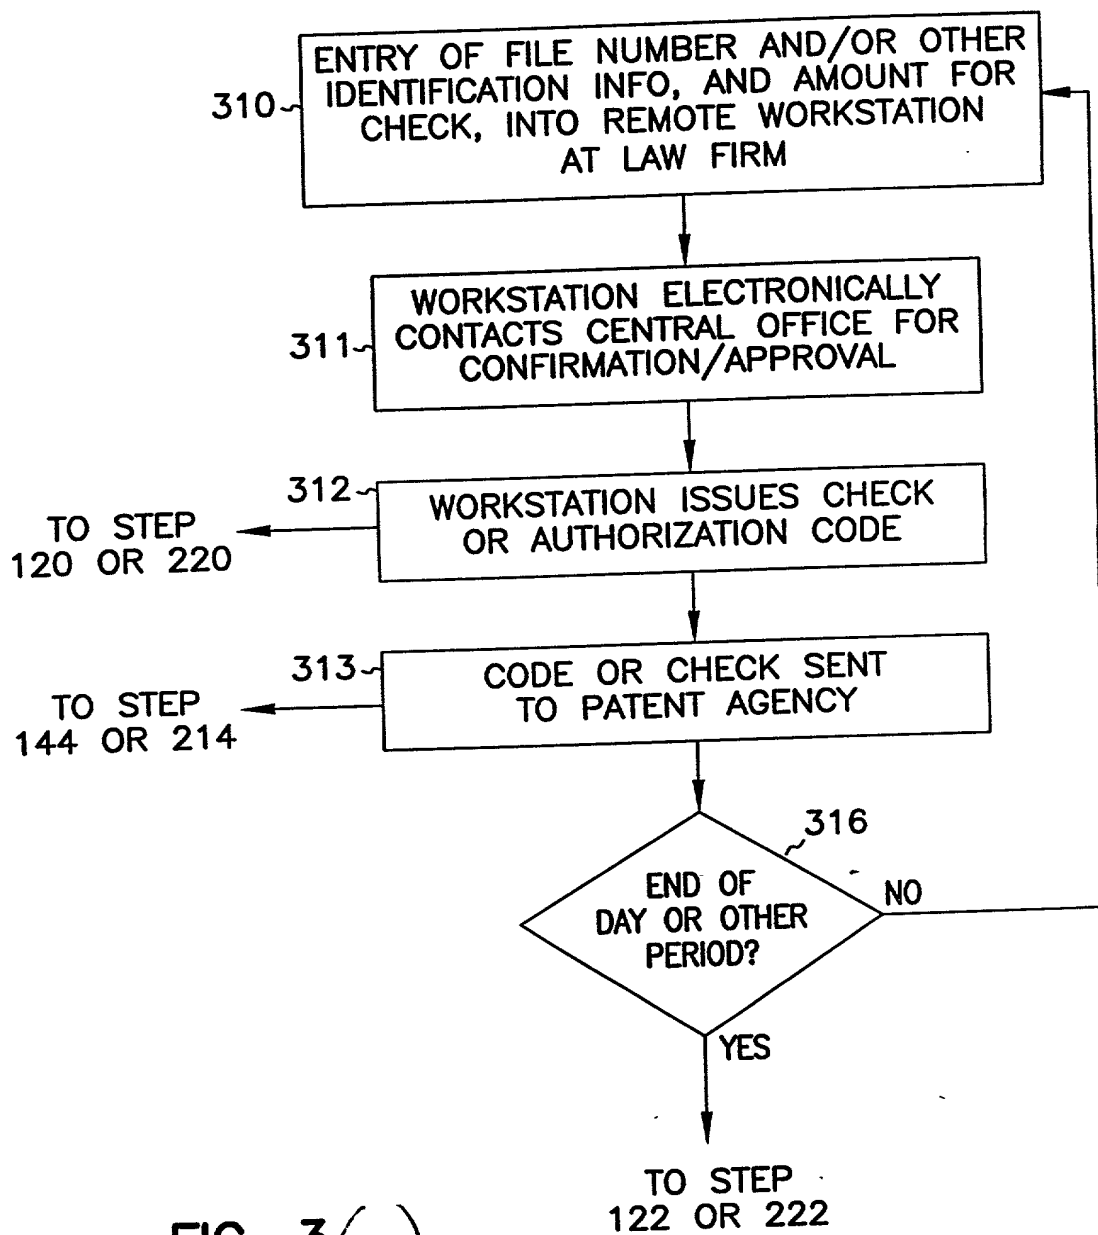 ENTRY OF FILE NUMBER AND/OR OTHER
IDENTIFICATION INFO, AND AMOUNT FOR
CHECK, INTO REMOTE WORKSTATION
AT LAW FIRM
310
WORKSTATION ELECTRONICALLY
CONTACTS CENTRAL OFFICE FOR
CONFIRMATION/APPROVAL
311
312
WORKSTATION ISSUES CHECK
OR AUTHORIZATION CODE
TO STEP
120 OR 220
313
CODE OR CHECK SENT
TO PATENT AGENCY
TO STEP
144 OR 214
316
END OF
DAY OR OTHER
PERIOD?
NO
YES
TO STEP
122 OR 222
FIG. 3